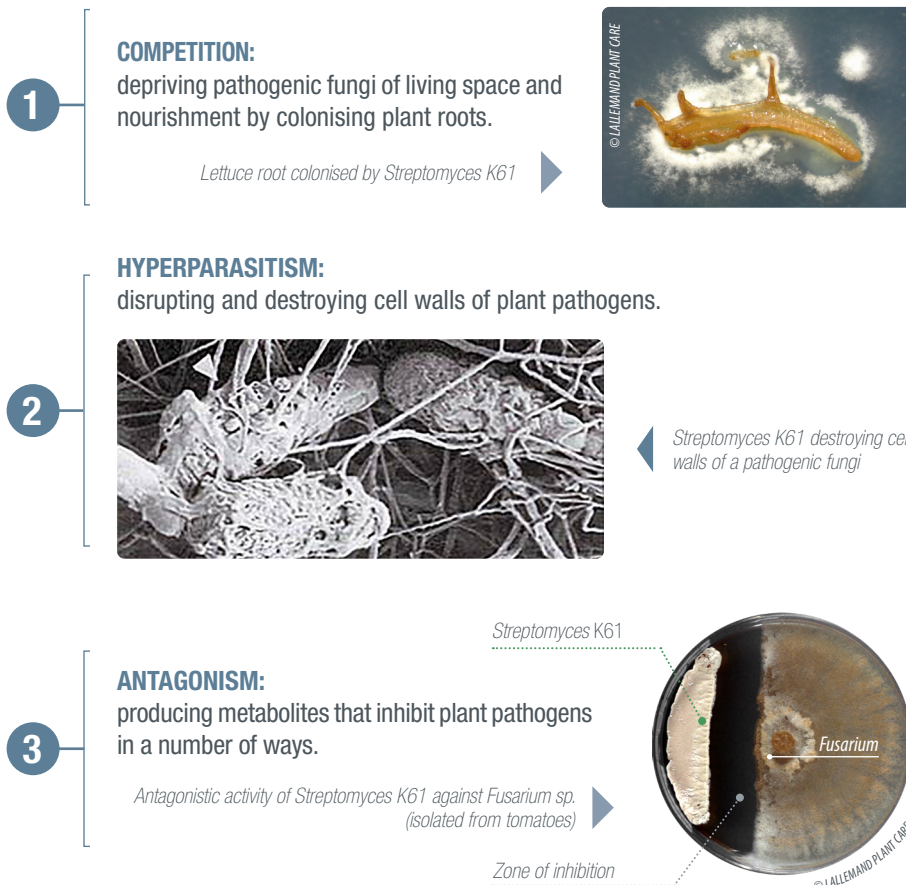 1
COMPETITION:
depriving pathogenic fungi of living space and
nourishment by colonising plant roots.
Lettuce root colonised by Streptomyces K61
© LALLEMAND PLANT CARE
2
HYPERPARASITISM:
disrupting and destroying cell walls of plant pathogens.
Streptomyces K61 destroying cel
walls of a pathogenic fungi
3
ANTAGONISM:
producing metabolites that inhibit plant pathogens
in a number of ways.
Antagonistic activity of Streptomyces K61 against Fusarium sp.
(isolated from tomatoes)
Streptomyces K61
Fusarium
Zone of inhibition
© LALLEMAND PLANT CARE